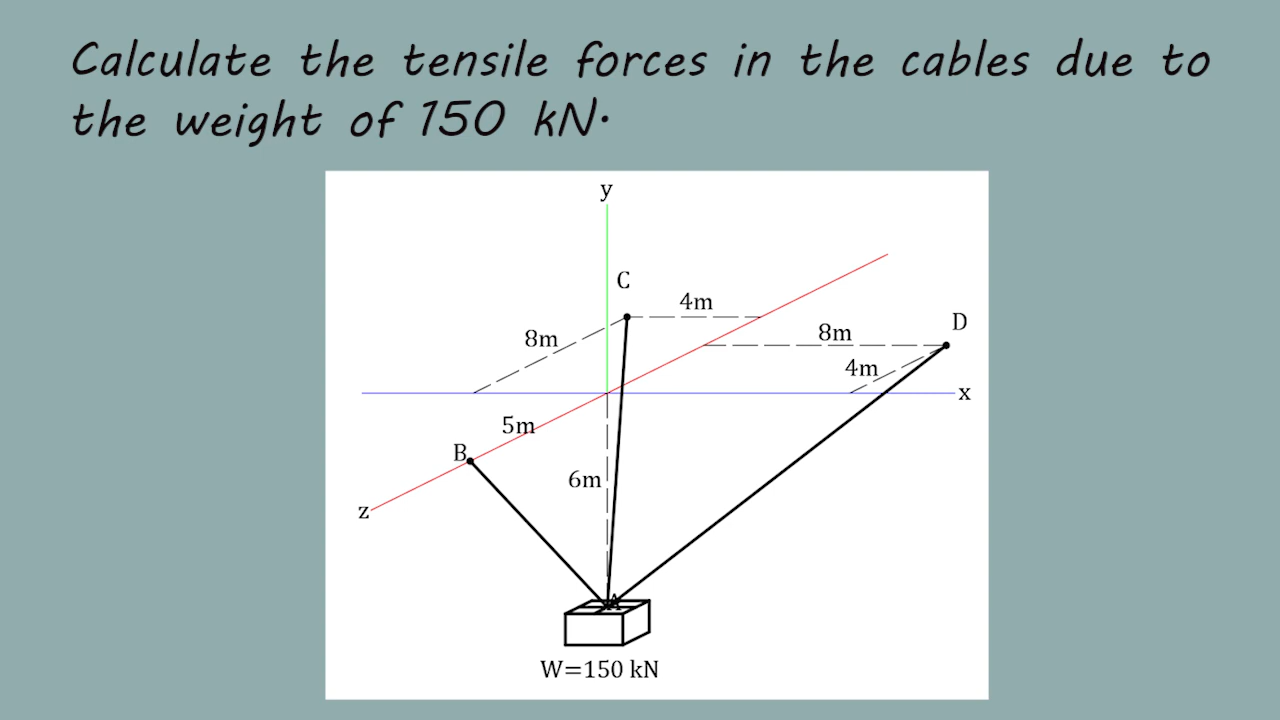 Calculate the tensile forces in the cables due to
the weight of 150 kN.
y
C
4m
D
8m
8m
4m
x
5m
B
6m
z
A
W=150 kN